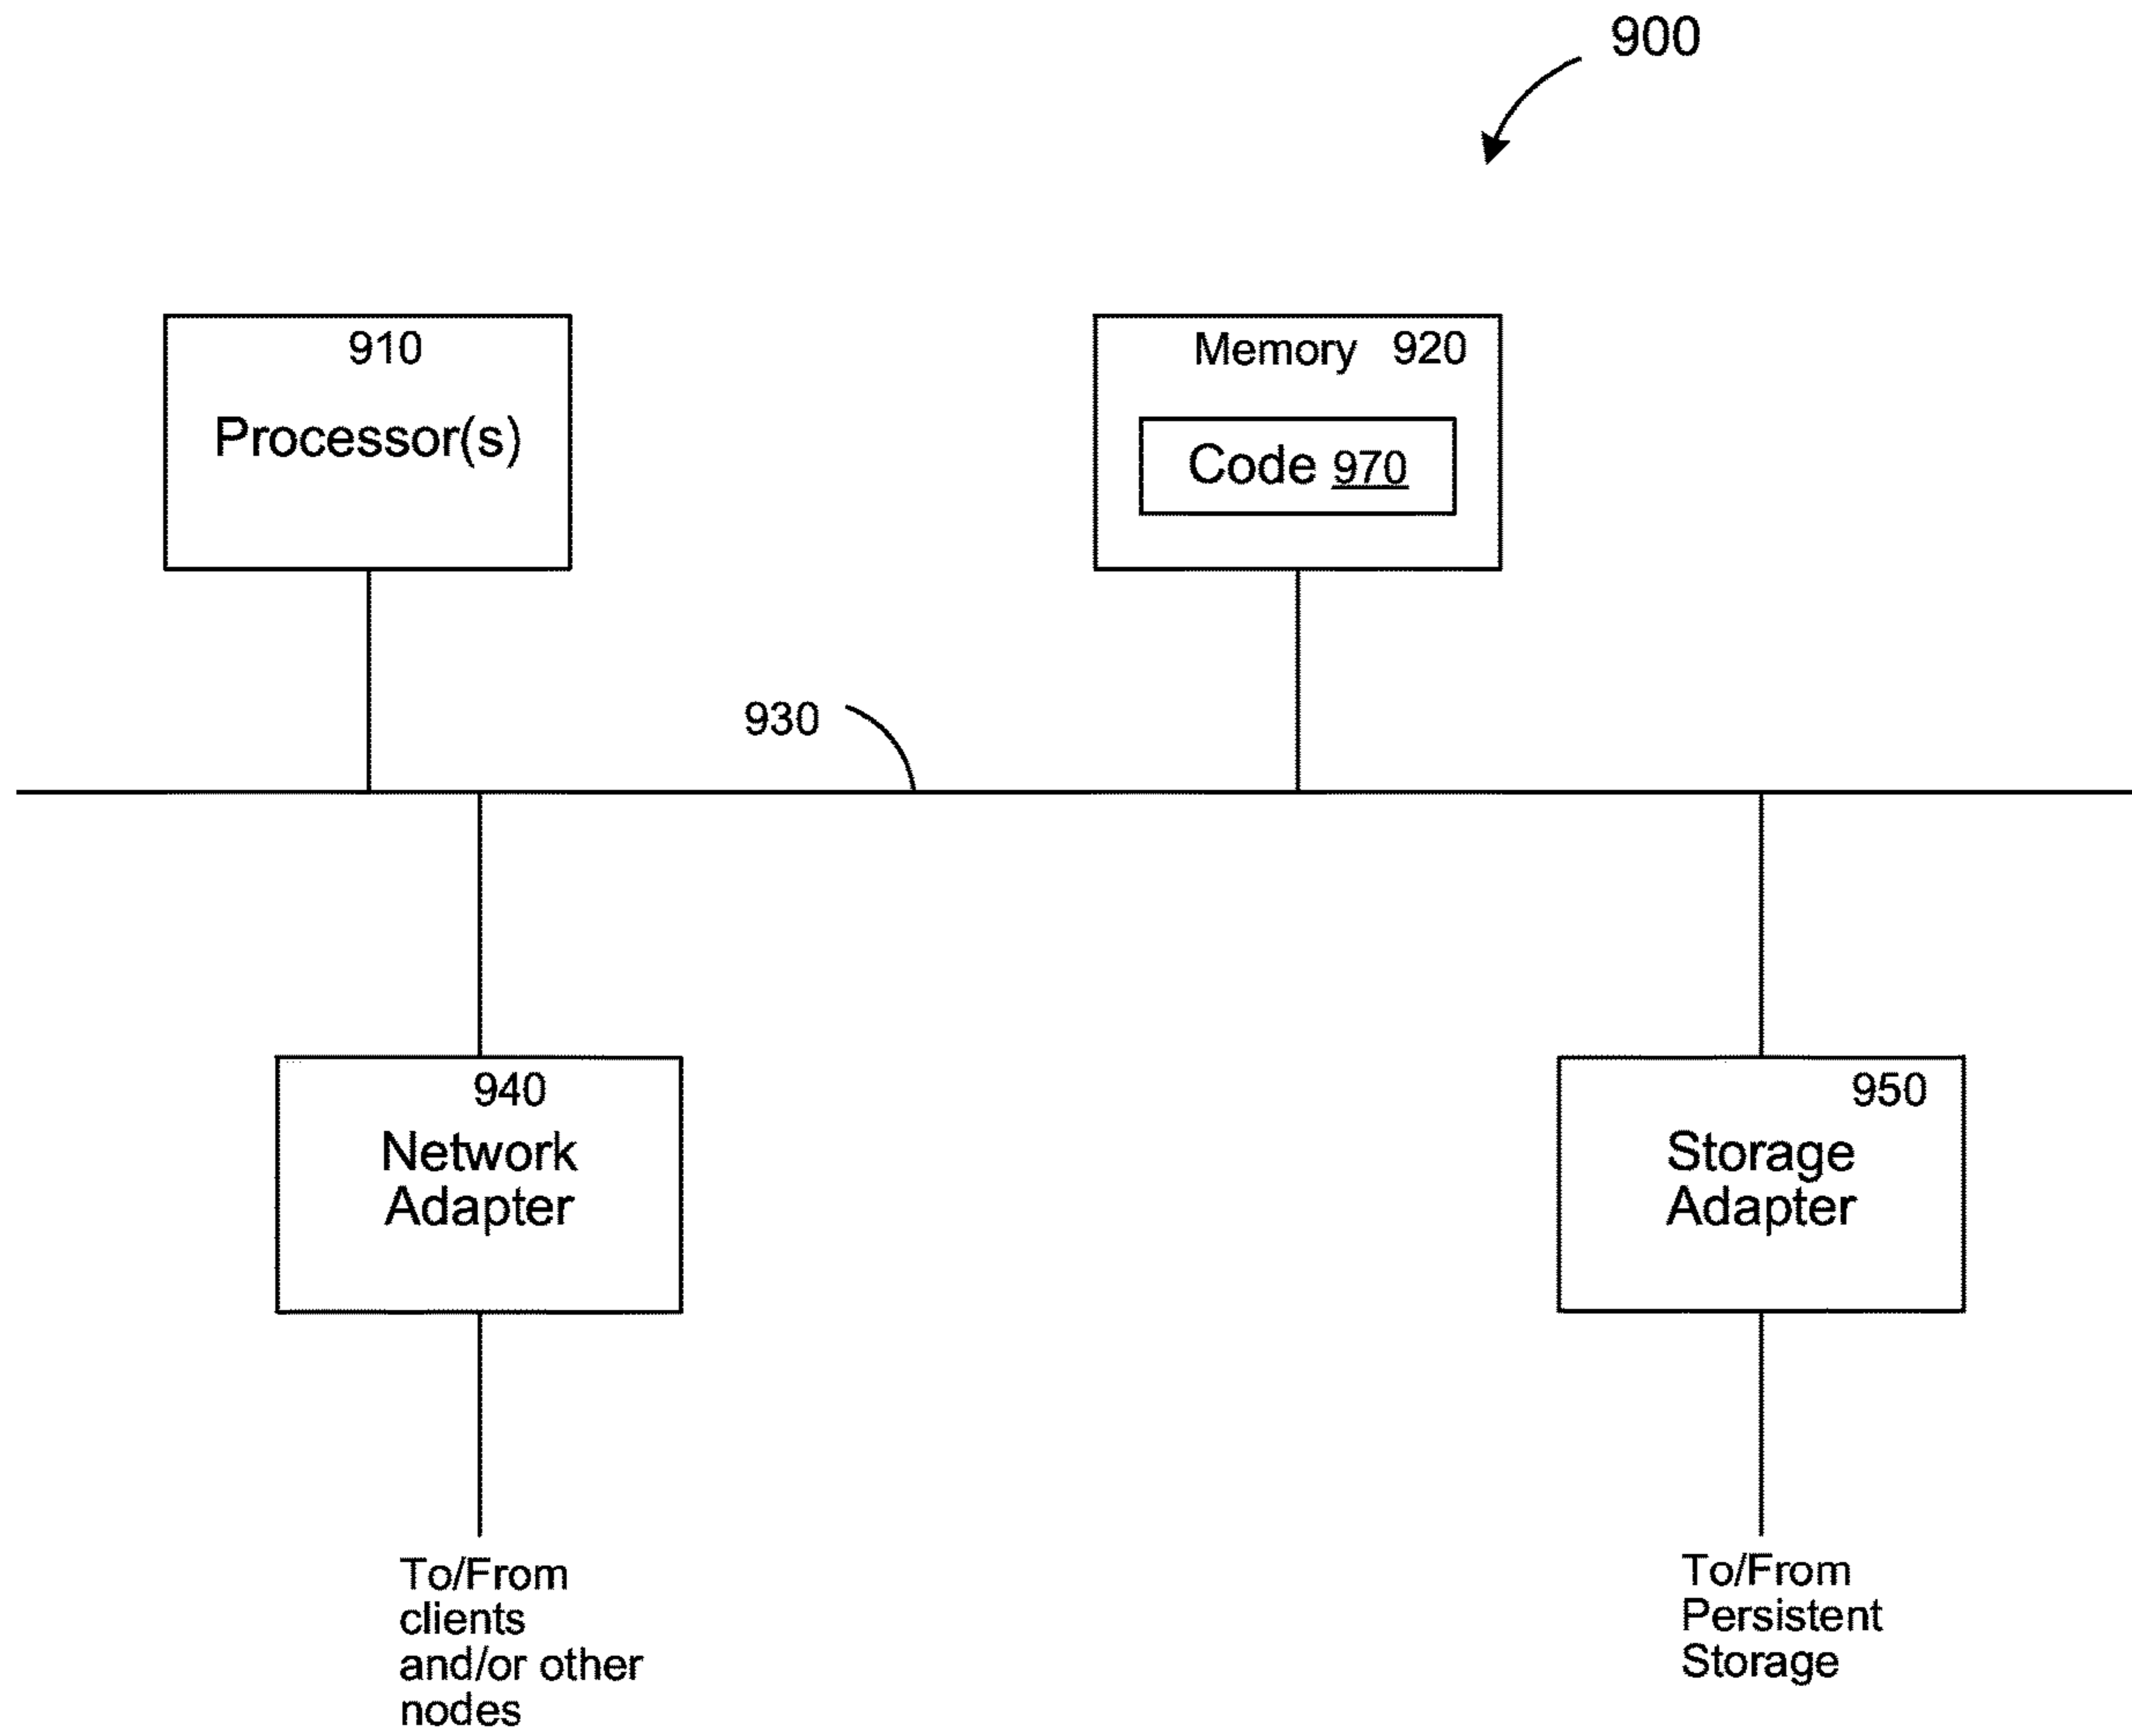 900
910
Processor(s)
Memory 920
Code 970
930
940
Network
Adapter
950
Storage
Adapter
To/From
clients
and/or other
nodes
To/From
Persistent
Storage